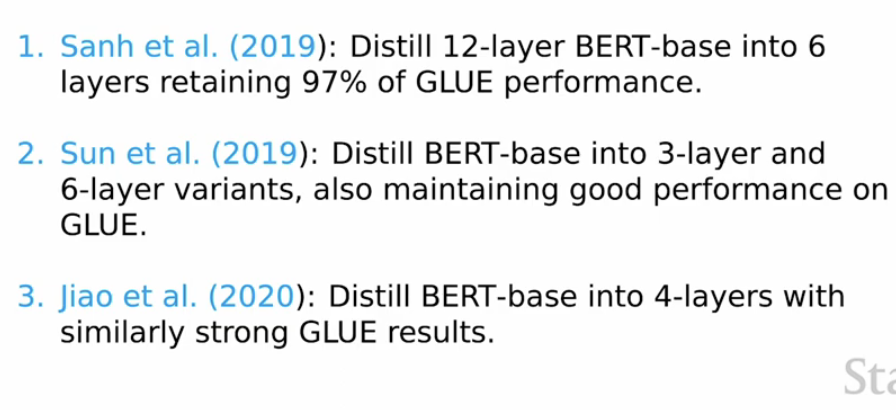 1. Sanh et al. (2019): Distill 12-layer BERT-base into 6
layers retaining 97% of GLUE performance.
2. Sun et al. (2019): Distill BERT-base into 3-layer and
6-layer variants, also maintaining good performance on
GLUE.
3. Jiao et al. (2020): Distill BERT-base into 4-layers with
similarly strong GLUE results.
Sta